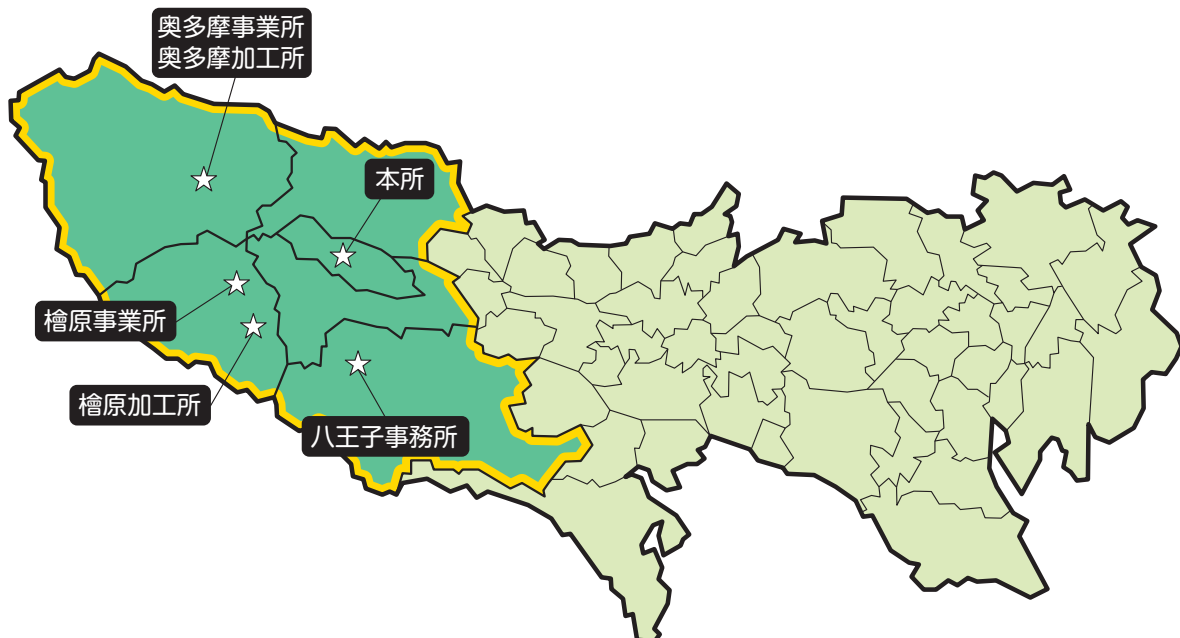 奥多摩事業所
奥多摩加工所
本所
檜原事業所
檜原加工所
八王子事務所